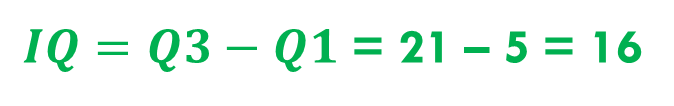 IQ = Q3 − Q1 = 21 – 5 = 16